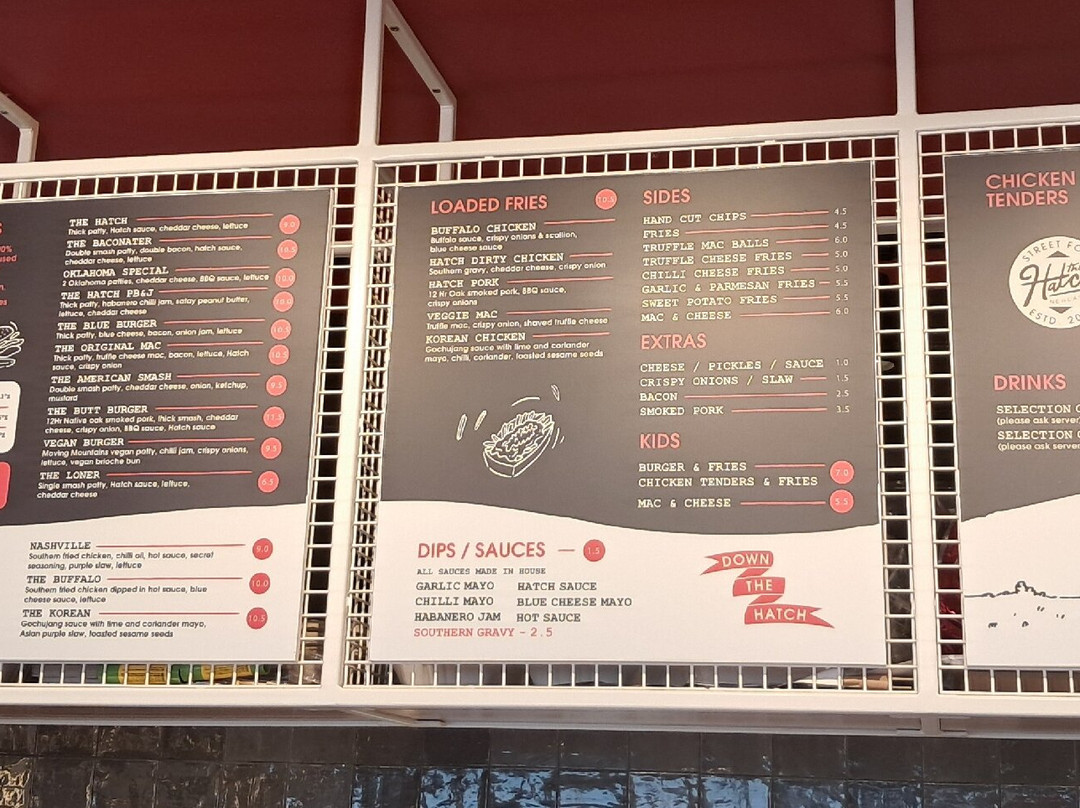 THE HATCH 9.0
Thick patty, Hatch sauce, cheddar cheese, lettuce
THE BACONATER
Double smash patty, double bacon, hatch sauce,
cheddar cheese, lettuce
OKLAHOMA SPECIAL
2 Oklahoma patties, cheddar cheese, BBQ sauce, lettuce
THE HATCH PB&J
Thick patty, habanero chilli jam, satay peanut butter,
lettuce, cheddar cheese
THE BLUE BURGER 10.5
Thick patty, blue cheese, bacon, onion jam, lettuce
THE ORIGINAL MAC 10.5
Thick patty, truffle cheese mac, bacon, lettuce, Hatch
sauce, crispy onion
THE AMERICAN SMASH 9.5
Double smash patty, cheddar cheese, onion, ketchup,
mustard
THE BUTT BURGER 11.5
12Hr Native oak smoked pork, thick smash, cheddar
cheese, crispy onion, BBQ sauce, Hatch sauce
VEGAN BURGER 9.5
Moving Mountains vegan patty, chilli jam, crispy onions,
lettuce, vegan brioche bun
THE LONER 6.5
Single smash patty, Hatch sauce, lettuce,
cheddar cheese
NASHVILLE 9.0
Southern fried chicken, chilli oil, hot sauce, secret
seasoning, purple slaw, lettuce
THE BUFFALO 10.0
Southern fried chicken dipped in hot sauce, blue
cheese sauce, lettuce
THE KOREAN 10.5
Gochujang sauce with lime and coriander mayo,
Asian purple slaw, toasted sesame seeds
LOADED FRIES 10.5
BUFFALO CHICKEN
Buffalo sauce, crispy onions & scallion,
blue cheese sauce
HATCH DIRTY CHICKEN
Southern gravy, cheddar cheese, crispy onion
HATCH PORK
12 Hr Oak smoked pork, BBQ sauce,
crispy onions
VEGGIE MAC
Truffle mac, crispy onion, shaved truffle cheese
KOREAN CHICKEN
Gochujang sauce with lime and coriander
mayo, chilli, coriander, toasted sesame seeds
SIDES
HAND CUT CHIPS 4.5
FRIES 4.5
TRUFFLE MAC BALLS 6.0
TRUFFLE CHEESE FRIES 5.0
CHILLI CHEESE FRIES 5.0
GARLIC & PARMESAN FRIES 5.5
SWEET POTATO FRIES 5.5
MAC & CHEESE 6.0
EXTRAS
CHEESE / PICKLES / SAUCE 1.0
CRISPY ONIONS / SLAW 1.5
BACON 2.5
SMOKED PORK 3.5
KIDS
BURGER & FRIES 7.0
CHICKEN TENDERS & FRIES
MAC & CHEESE 5.5
DIPS / SAUCES 1.5
ALL SAUCES MADE IN HOUSE
GARLIC MAYO HATCH SAUCE
CHILLI MAYO BLUE CHEESE MAYO
HABANERO JAM HOT SAUCE
SOUTHERN GRAVY - 2.5
DOWN
THE
HATCH
CHICKEN
TENDERS
STREET FO
the
Hatc
ESTD 20
DRINKS
SELECTION
(please ask server
SELECTION
(please ask server